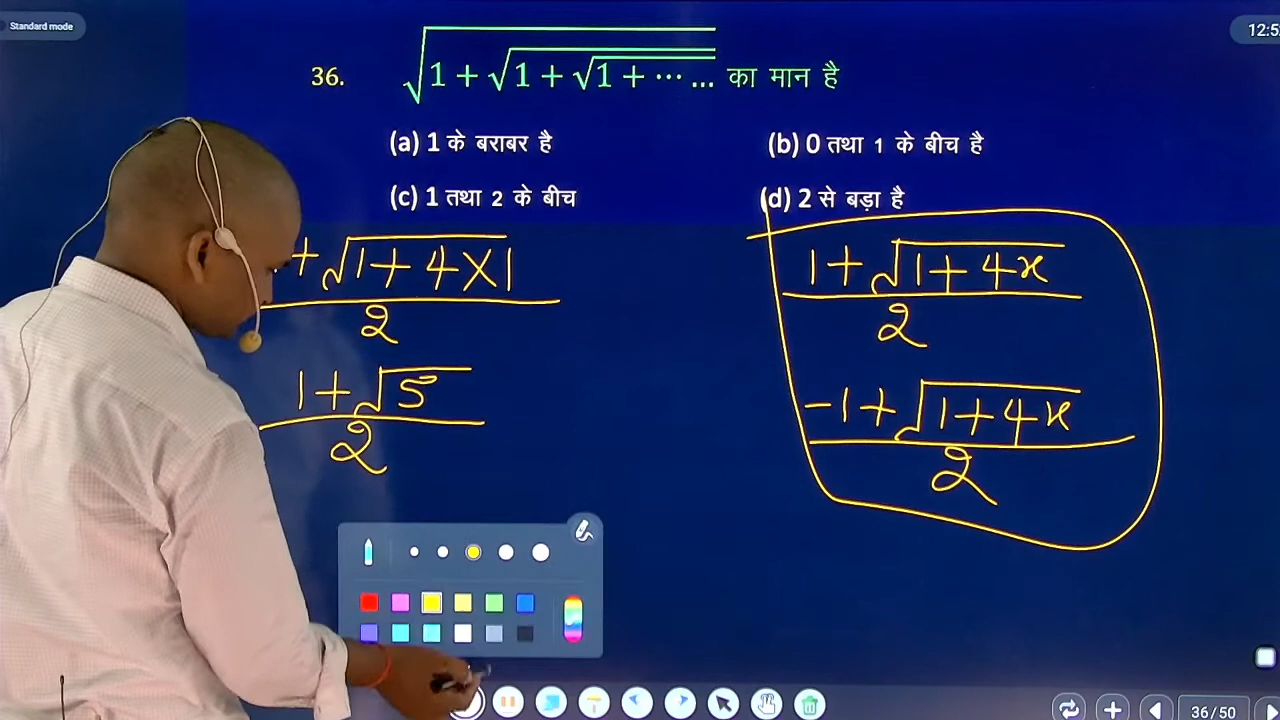 Standard mode
12:5
36. √1 + √1 + √1 + ⋯ ... का मान है
(a) 1 के बराबर है
(b) 0 तथा 1 के बीच है
(c) 1 तथा 2 के बीच
(d) 2 से बड़ा है
+ √1 + 4 X 1
2
1 + √5
2
1 + √1 + 4x
2
-1 + √1 + 4x
2
36/50